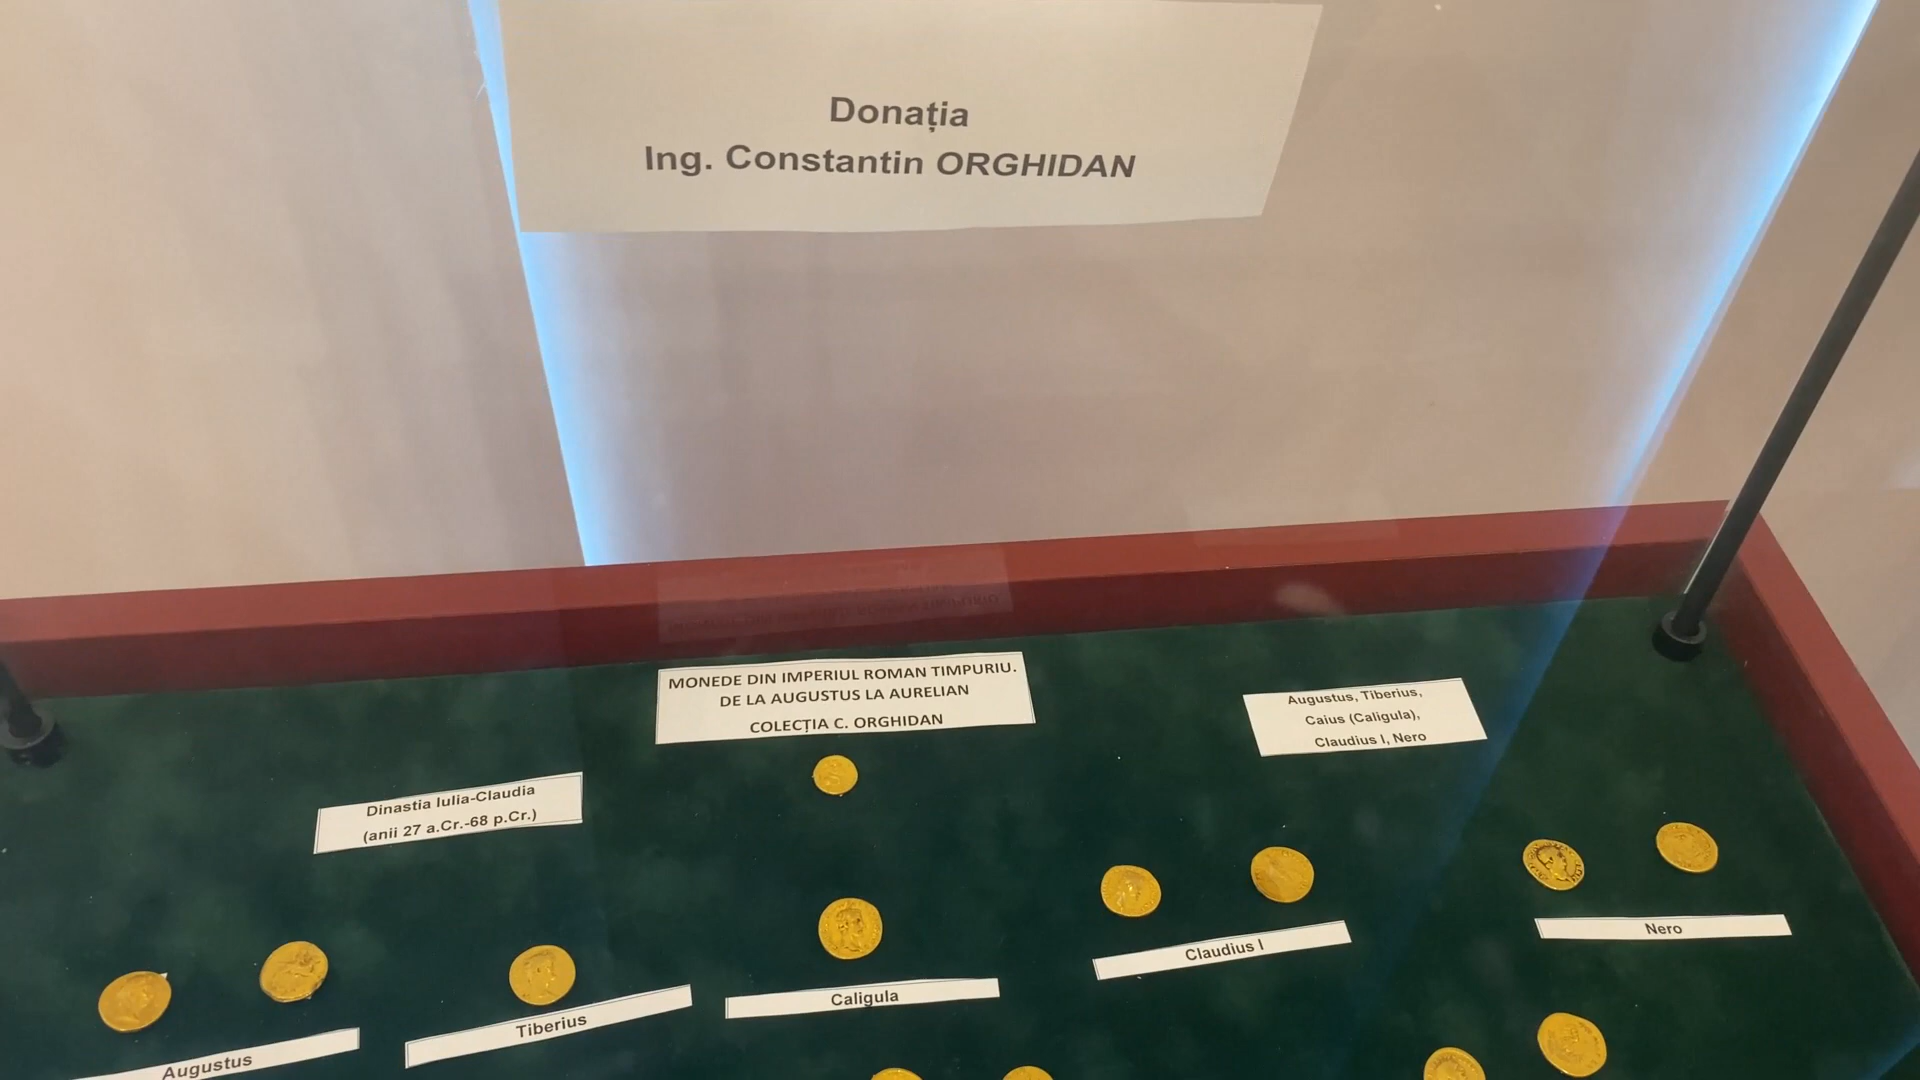 Donația
Ing. Constantin ORGHIDAN
MONEDE DIN IMPERIUL ROMAN TIMPURIU.
DE LA AUGUSTUS LA AURELIAN
COLECȚIA C. ORGHIDAN
Augustus, Tiberius,
Caius (Caligula),
Claudius I, Nero
Dinastia Iulia-Claudia
(anii 27 a.Cr.-68 p.Cr.)
Augustus
Tiberius
Caligula
Claudius I
Nero